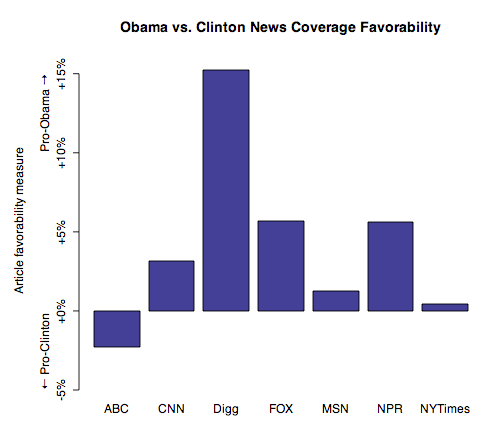 Obama vs. Clinton News Coverage Favorability
Article favorability measure
← Pro-Clinton
Pro-Obama →
+15%
+10%
+5%
+0%
-5%
ABC CNN Digg FOX MSN NPR NYTimes